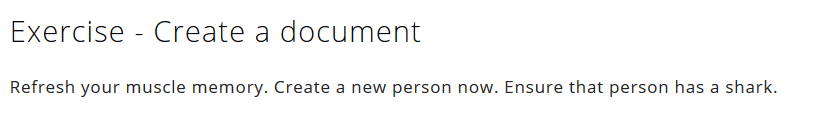 Exercise - Create a document
Refresh your muscle memory. Create a new person now. Ensure that person has a shark.